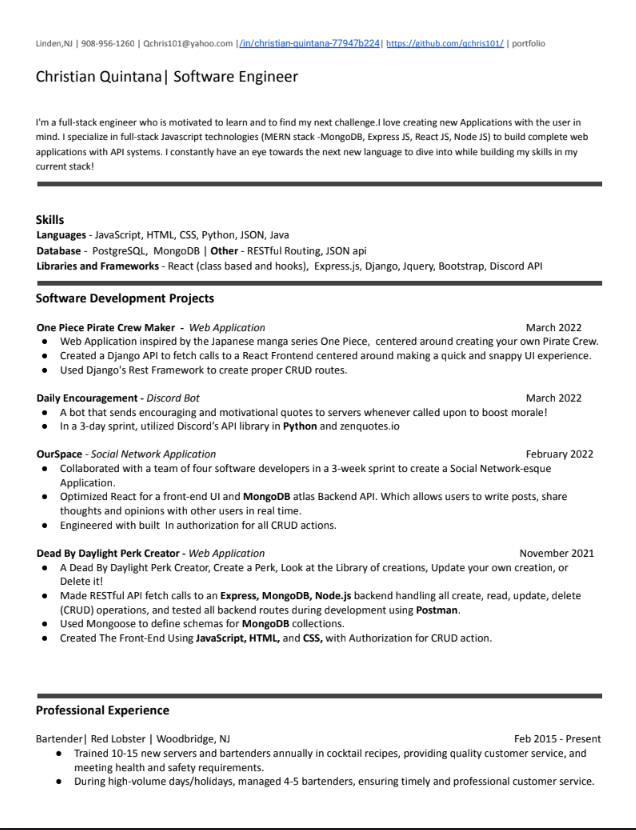 Linden,NJ | 908-956-1260 | Qchris101@yahoo.com |/in/christian-quintana-77947b224| https://github.com/qchris101/ | portfolio
Christian Quintana| Software Engineer
I'm a full-stack engineer who is motivated to learn and to find my next challenge.I love creating new Applications with the user in
mind. I specialize in full-stack Javascript technologies (MERN stack -MongoDB, Express JS, React JS, Node JS) to build complete web
applications with API systems. I constantly have an eye towards the next new language to dive into while building my skills in my
current stack!
Skills
Languages - JavaScript, HTML, CSS, Python, JSON, Java
Database - PostgreSQL, MongoDB | Other - RESTful Routing, JSON api
Libraries and Frameworks - React (class based and hooks), Express.js, Django, Jquery, Bootstrap, Discord API
Software Development Projects
One Piece Pirate Crew Maker - Web Application March 2022
● Web Application inspired by the Japanese manga series One Piece, centered around creating your own Pirate Crew.
● Created a Django API to fetch calls to a React Frontend centered around making a quick and snappy UI experience.
● Used Django's Rest Framework to create proper CRUD routes.
Daily Encouragement - Discord Bot March 2022
● A bot that sends encouraging and motivational quotes to servers whenever called upon to boost morale!
● In a 3-day sprint, utilized Discord's API library in Python and zenquotes.io
OurSpace - Social Network Application February 2022
● Collaborated with a team of four software developers in a 3-week sprint to create a Social Network-esque
Application.
● Optimized React for a front-end UI and MongoDB atlas Backend API. Which allows users to write posts, share
thoughts and opinions with other users in real time.
● Engineered with built In authorization for all CRUD actions.
Dead By Daylight Perk Creator - Web Application November 2021
● A Dead By Daylight Perk Creator, Create a Perk, Look at the Library of creations, Update your own creation, or
Delete it!
● Made RESTful API fetch calls to an Express, MongoDB, Node.js backend handling all create, read, update, delete
(CRUD) operations, and tested all backend routes during development using Postman.
● Used Mongoose to define schemas for MongoDB collections.
● Created The Front-End Using JavaScript, HTML, and CSS, with Authorization for CRUD action.
Professional Experience
Bartender| Red Lobster | Woodbridge, NJ Feb 2015 - Present
● Trained 10-15 new servers and bartenders annually in cocktail recipes, providing quality customer service, and
meeting health and safety requirements.
● During high-volume days/holidays, managed 4-5 bartenders, ensuring timely and professional customer service.